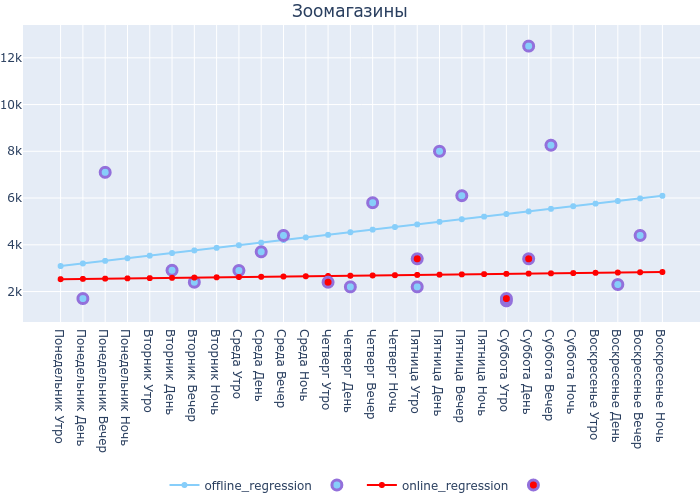 Зоомагазины
12k
10k
8k
6k
4k
2k
Понедельник Утро
Понедельник День
Понедельник Вечер
Понедельник Ночь
Вторник Утро
Вторник День
Вторник Вечер
Вторник Ночь
Среда Утро
Среда День
Среда Вечер
Среда Ночь
Четверг Утро
Четверг День
Четверг Вечер
Четверг Ночь
Пятница Утро
Пятница День
Пятница Вечер
Пятница Ночь
Суббота Утро
Суббота День
Суббота Вечер
Суббота Ночь
Воскресенье Утро
Воскресенье День
Воскресенье Вечер
Воскресенье Ночь
offline_regression
online_regression